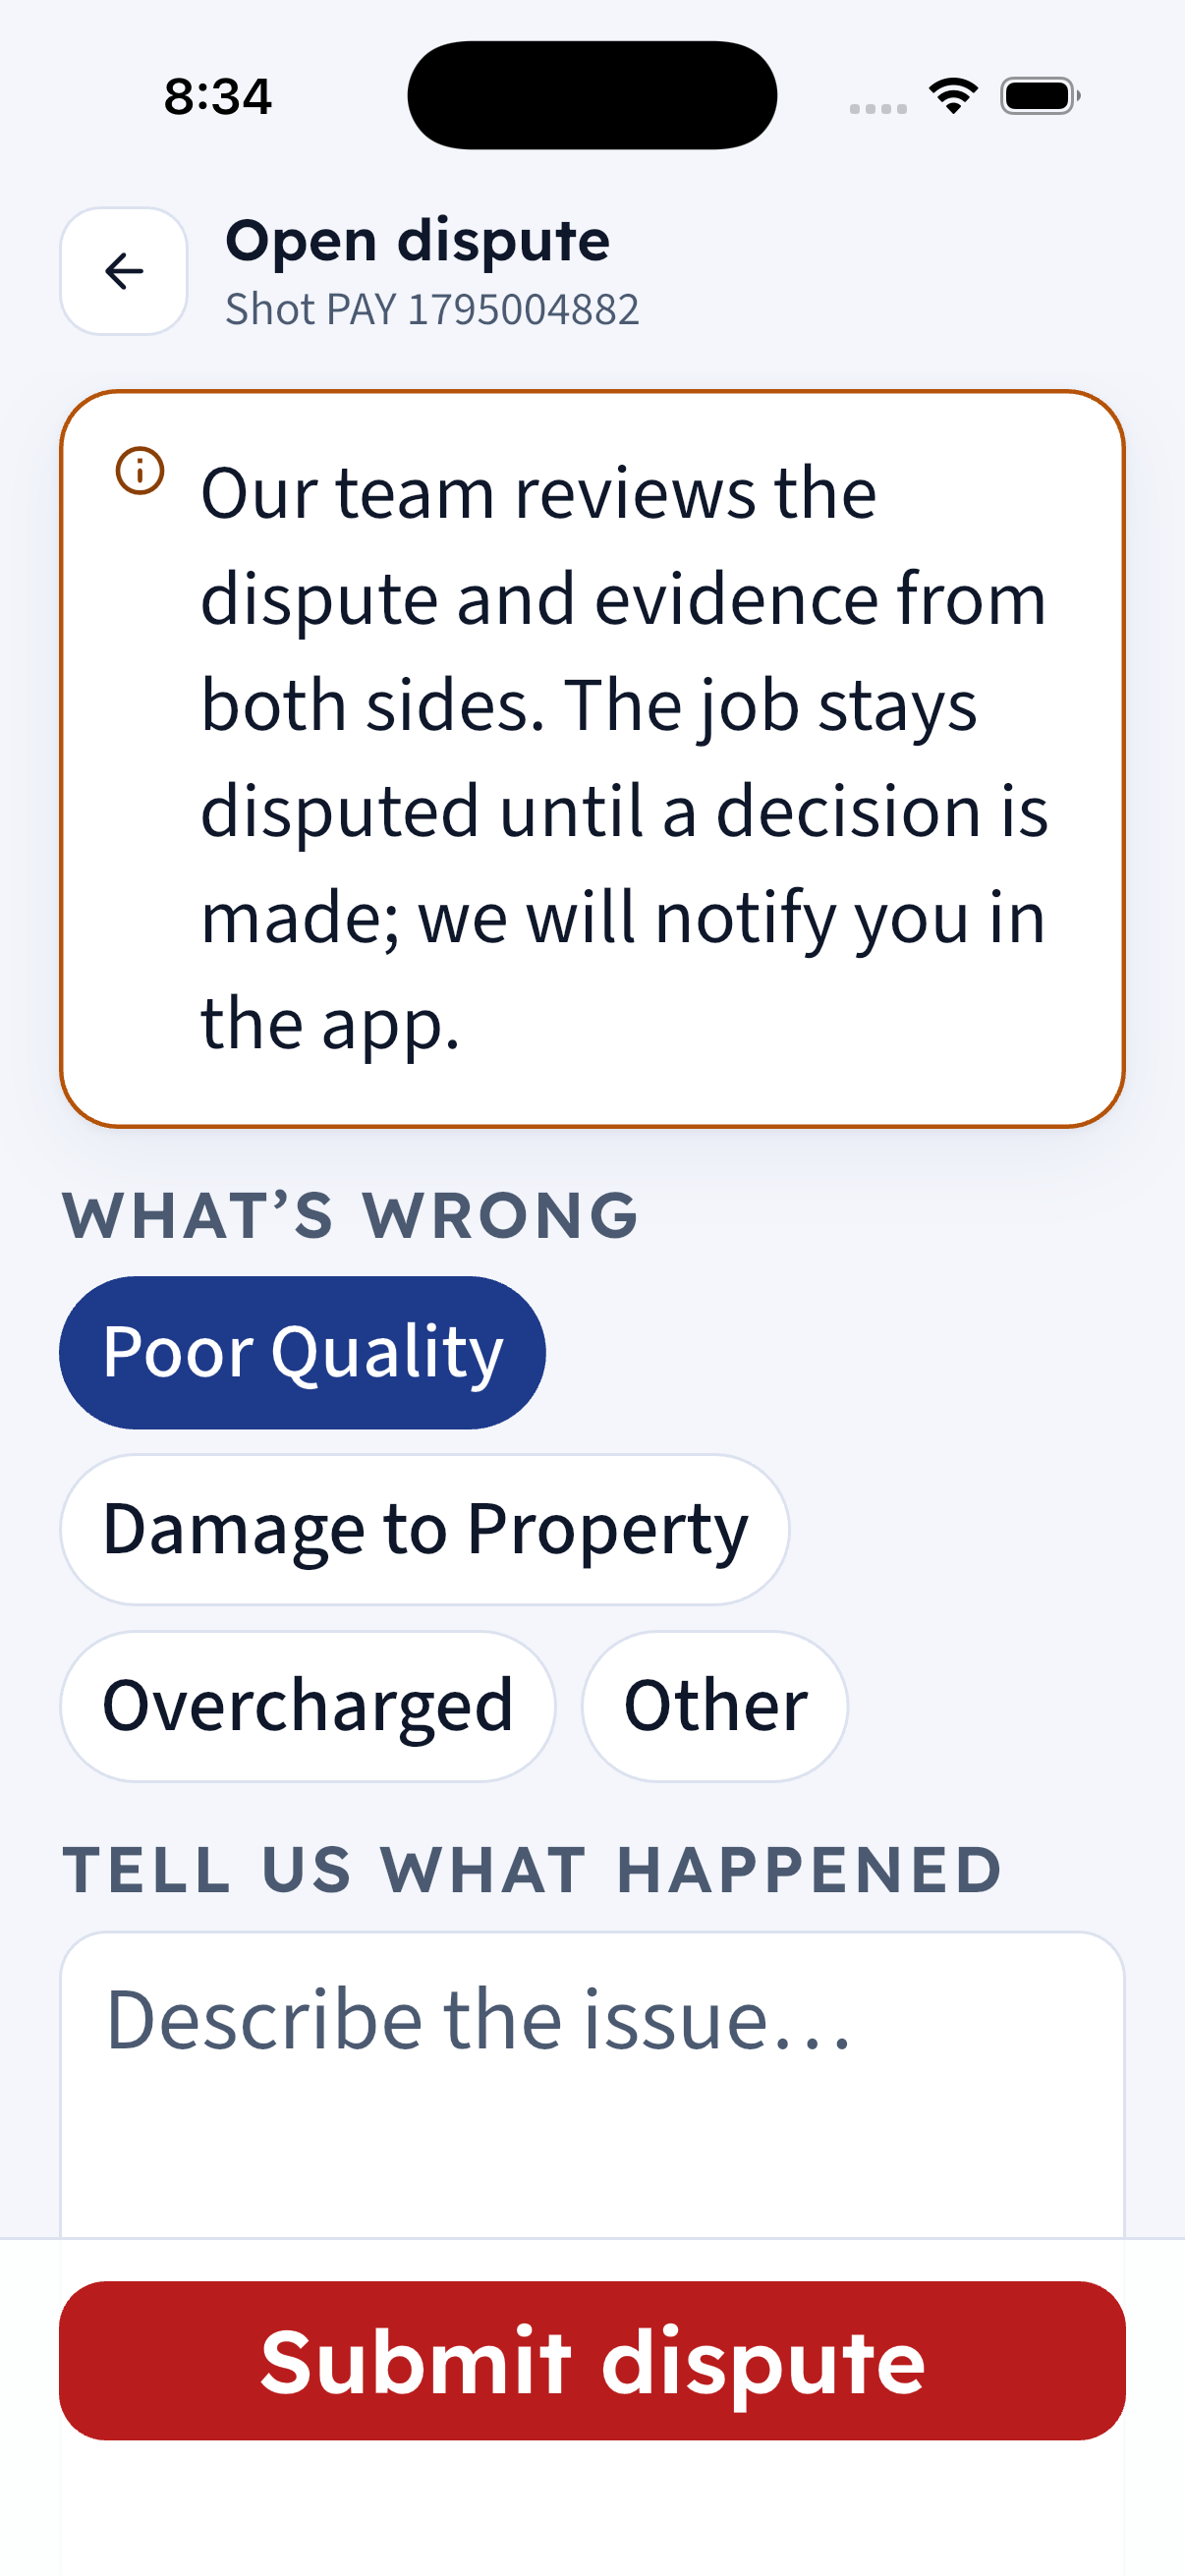 8:34
Open dispute
Shot PAY 1795004882
Our team reviews the
dispute and evidence from
both sides. The job stays
disputed until a decision is
made; we will notify you in
the app.
WHAT’S WRONG
Poor Quality
Damage to Property
Overcharged
Other
TELL US WHAT HAPPENED
Describe the issue…
Submit dispute